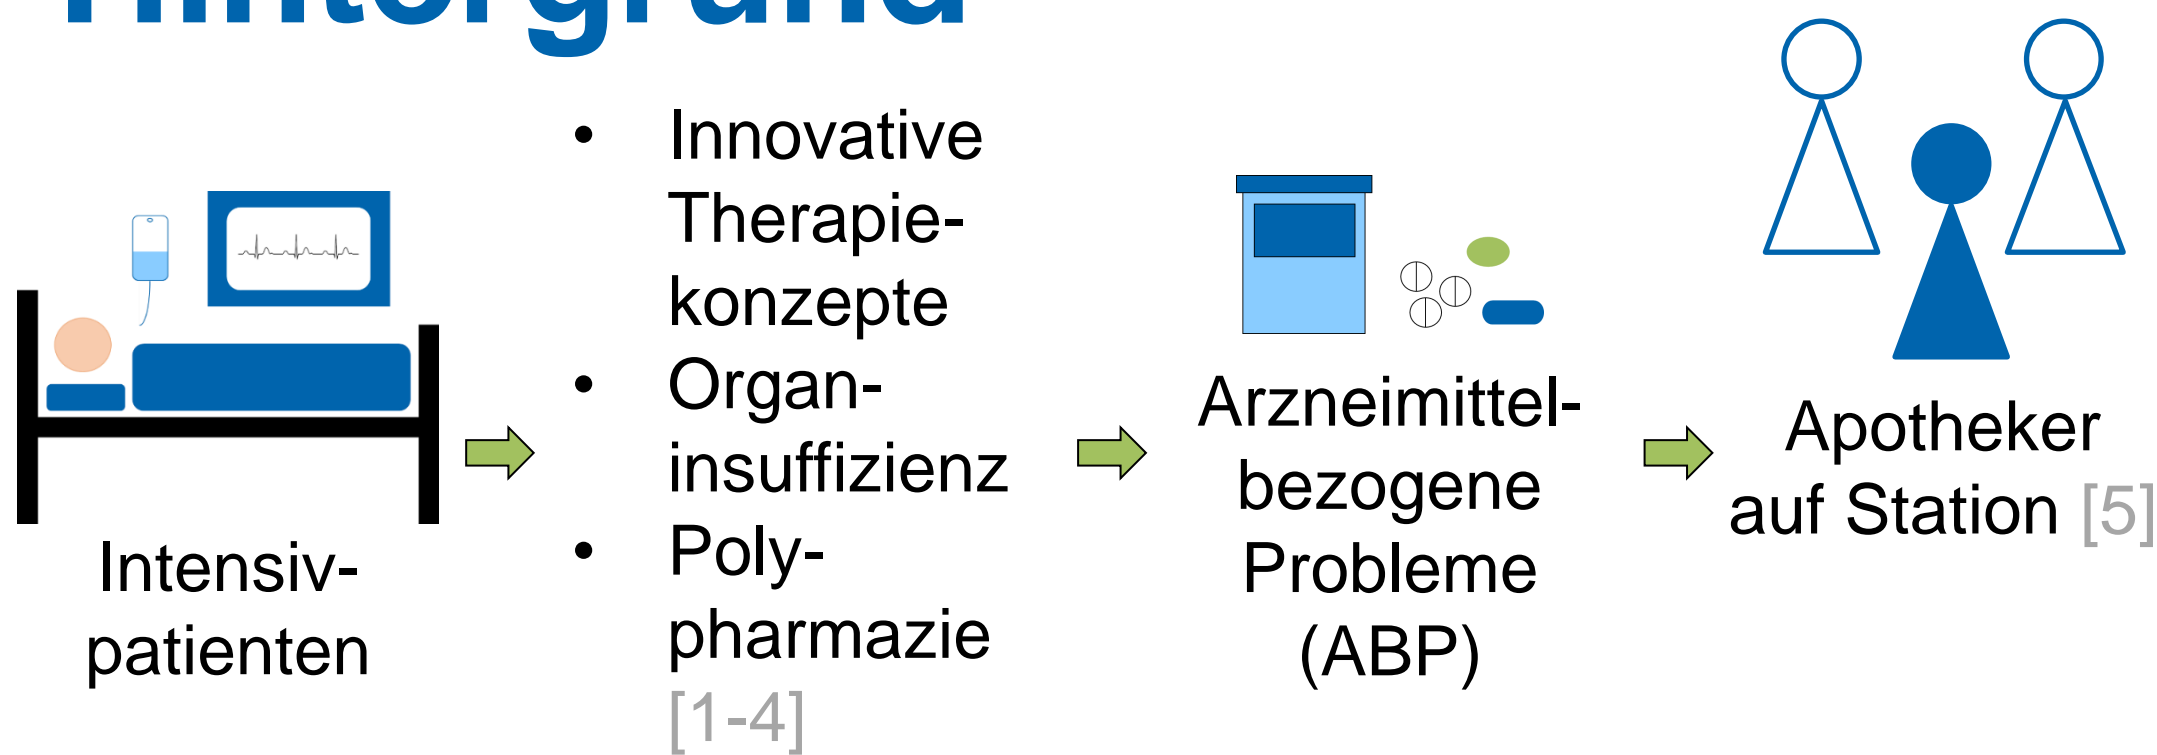 Hintergrund
Intensiv-
patienten
• Innovative
Therapie-
konzepte
• Organ-
insuffizienz
• Poly-
pharmazie
[1-4]
Arzneimittel-
bezogene
Probleme
(ABP)
Apotheker
auf Station [5]